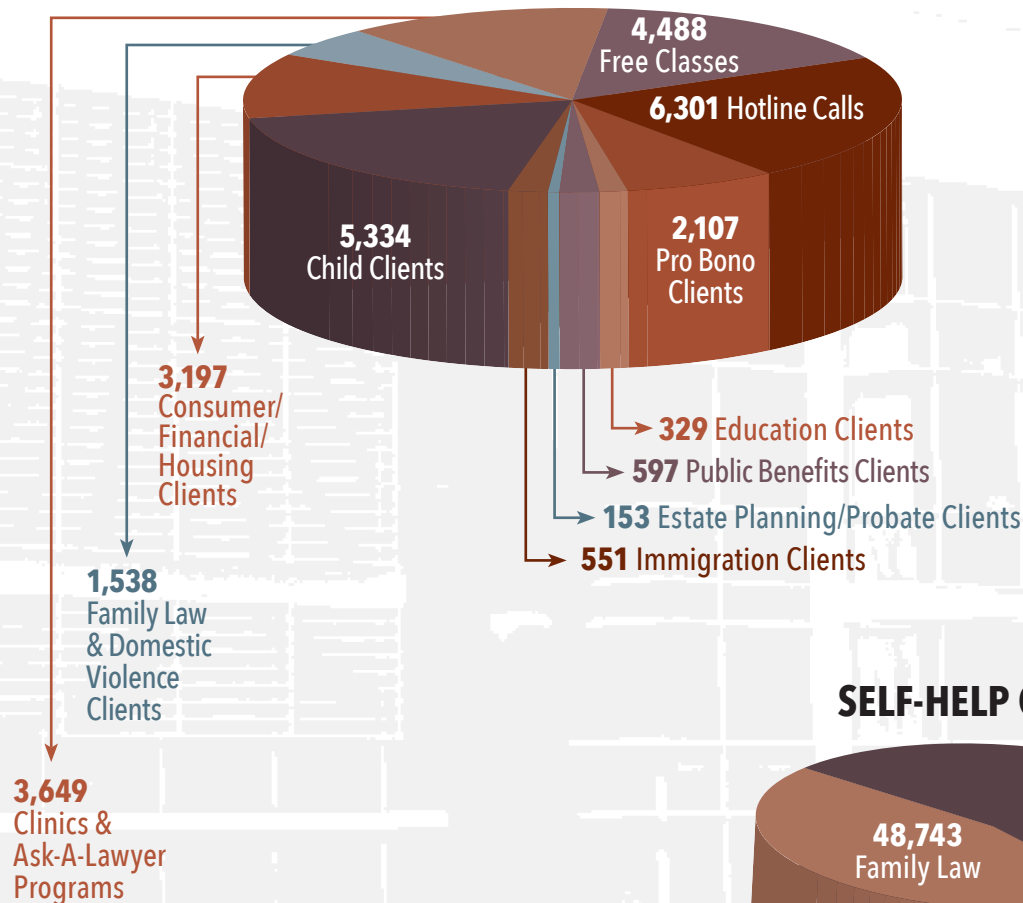 4,488
Free Classes
6,301 Hotline Calls
5,334
Child Clients
2,107
Pro Bono
Clients
3,197
Consumer/
Financial/
Housing
Clients
329 Education Clients
597 Public Benefits Clients
153 Estate Planning/Probate Clients
551 Immigration Clients
1,538
Family Law
& Domestic
Violence
Clients
3,649
Clinics &
Ask-A-Lawyer
Programs
SELF-HELP
48,743
Family Law